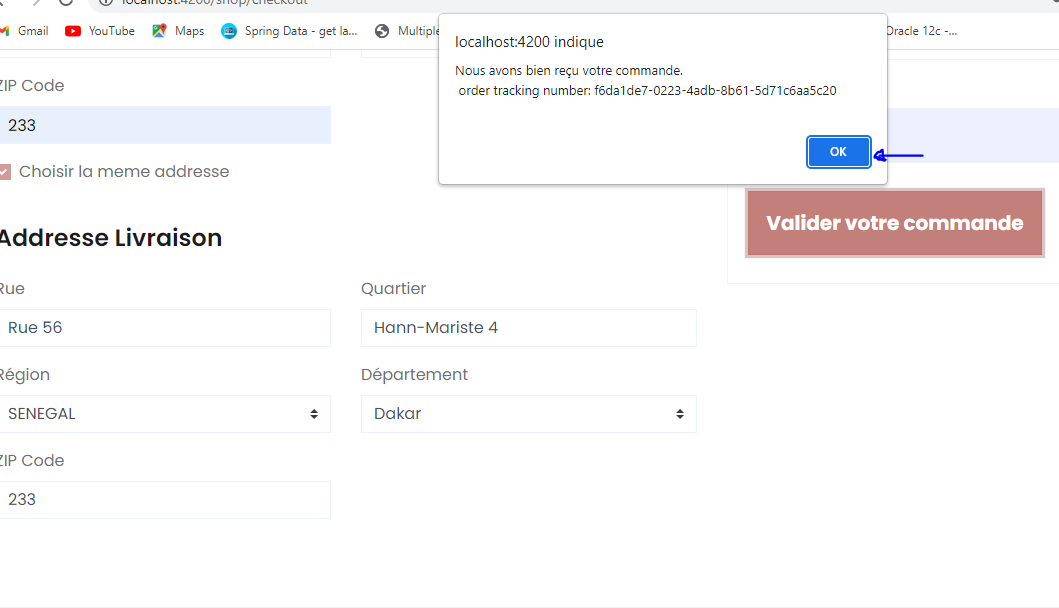 localhost:4200/shop/checkout
Gmail YouTube Maps Spring Data - get la... Multiple Oracle 12c -...
localhost:4200 indique
Nous avons bien reçu votre commande.
order tracking number: f6da1de7-0223-4adb-8b61-5d71c6aa5c20
OK
ZIP Code
233
Choisir la meme addresse
Valider votre commande
Addresse Livraison
Rue Quartier
Rue 56 Hann-Mariste 4
Région Département
SENEGAL Dakar
ZIP Code
233